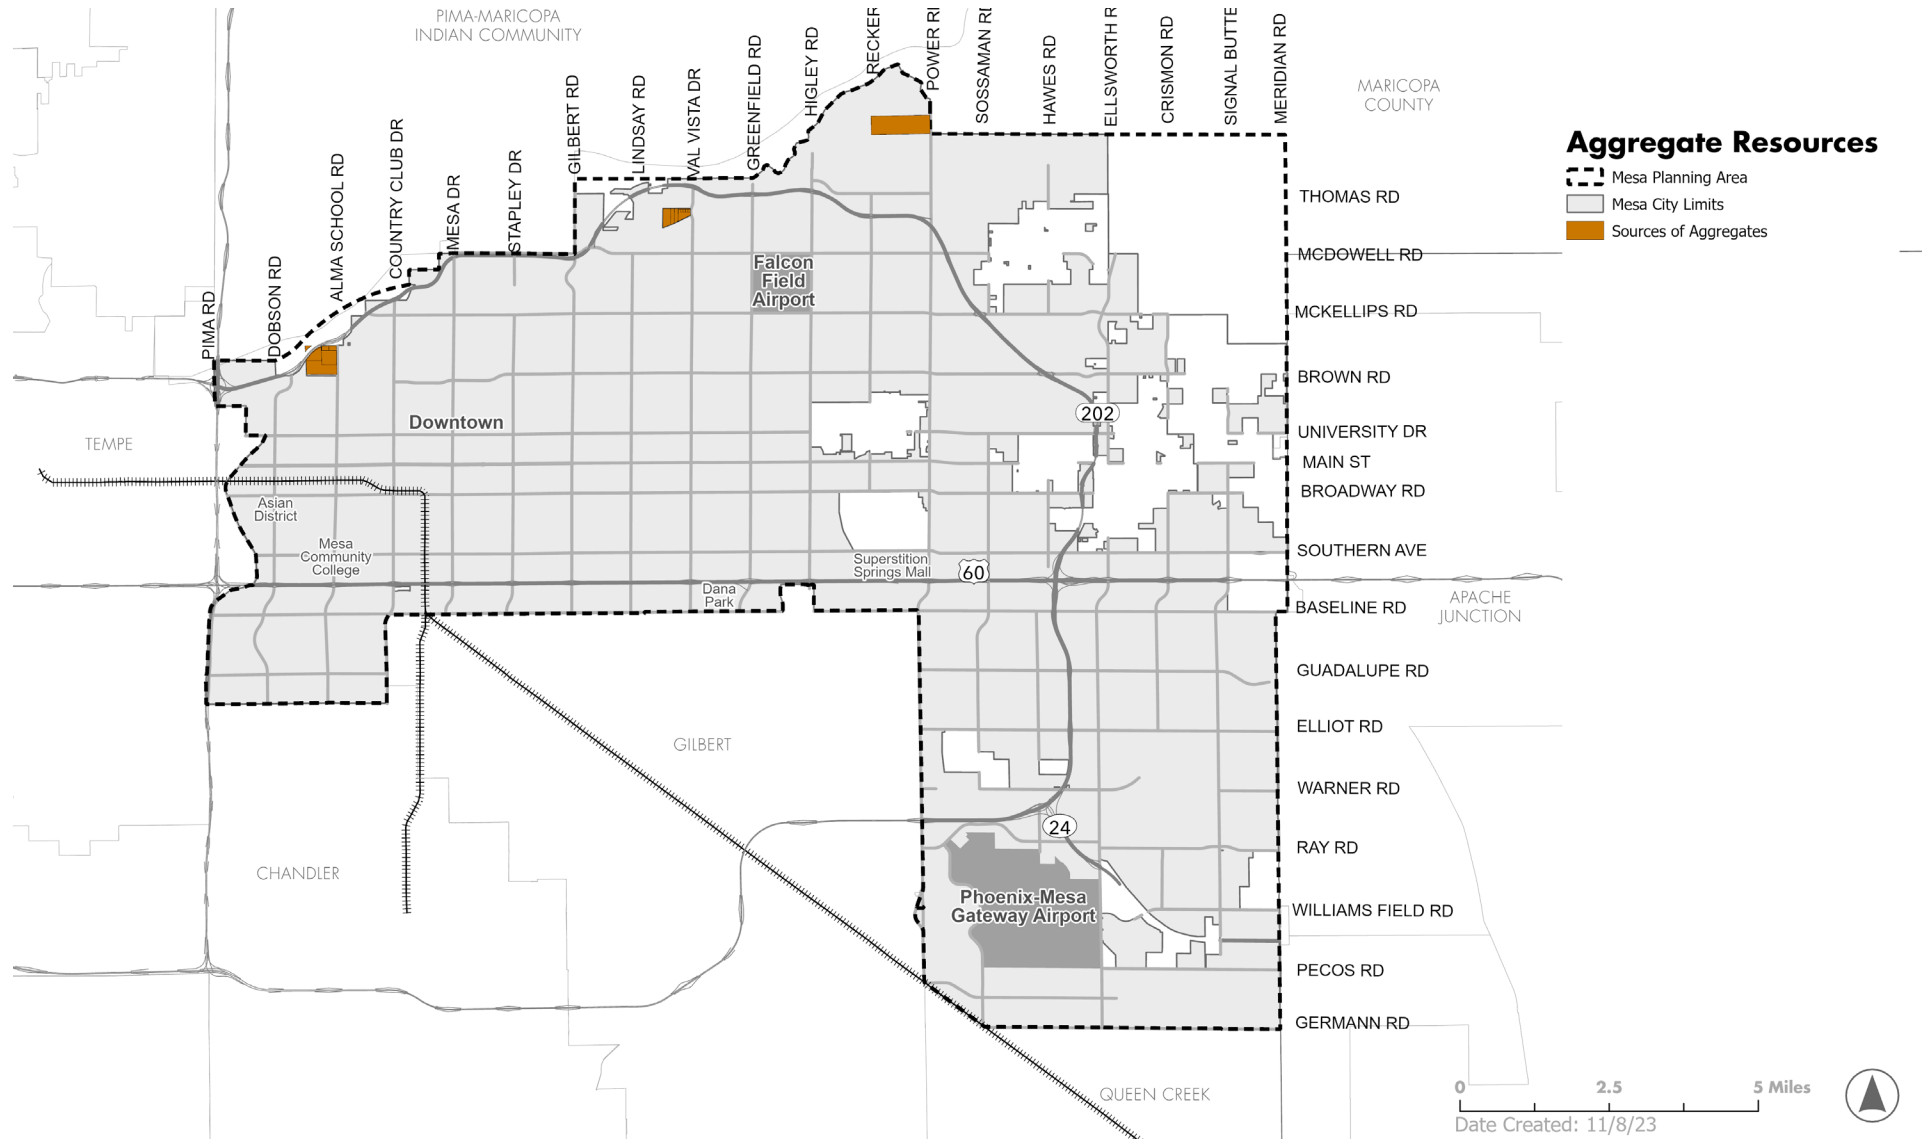 PIMA-MARICOPA
INDIAN COMMUNITY
PIMA RD
DOBSON RD
ALMA SCHOOL RD
COUNTRY CLUB DR
MESA DR
STAPLEY DR
GILBERT RD
LINDSAY RD
VAL VISTA DR
GREENFIELD RD
HIGLEY RD
RECKER
POWER RD
SOSSAMAN RD
HAWES RD
ELLSWORTH R
CRISMON RD
SIGNAL BUTTE
MERIDIAN RD
MARICOPA
COUNTY
Aggregate Resources
Mesa Planning Area
Mesa City Limits
Sources of Aggregates
THOMAS RD
MCDOWELL RD
MCKELLIPS RD
BROWN RD
UNIVERSITY DR
MAIN ST
BROADWAY RD
SOUTHERN AVE
BASELINE RD
GUADALUPE RD
ELLIOT RD
WARNER RD
RAY RD
WILLIAMS FIELD RD
PECOS RD
GERMANN RD
Falcon
Field
Airport
Downtown
202
TEMPE
Asian
District
Mesa
Community
College
Superstition
Springs Mall
60
Dana
Park
APACHE
JUNCTION
GILBERT
24
CHANDLER
Phoenix-Mesa
Gateway Airport
QUEEN CREEK
0 2.5 5 Miles
Date Created: 11/8/23